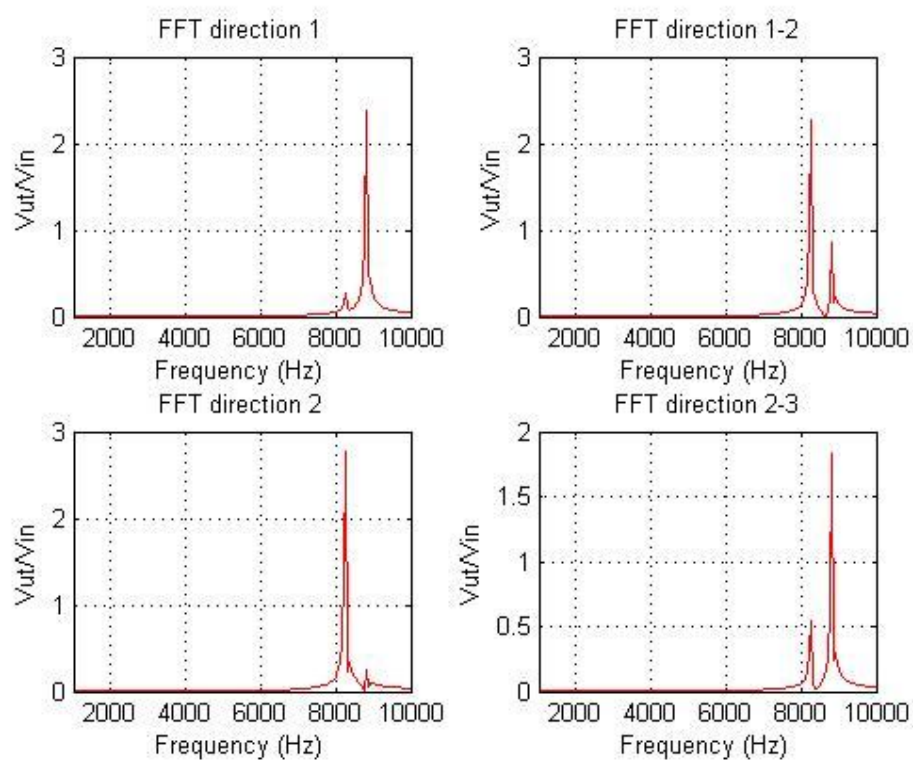 FFT direction 1
3
2
1
0
Vut/Vin
2000 4000 6000 8000 10000
Frequency (Hz)
FFT direction 1-2
3
2
1
0
Vut/Vin
2000 4000 6000 8000 10000
Frequency (Hz)
FFT direction 2
3
2
1
0
Vut/Vin
2000 4000 6000 8000 10000
Frequency (Hz)
FFT direction 2-3
2
1.5
1
0.5
0
Vut/Vin
2000 4000 6000 8000 10000
Frequency (Hz)